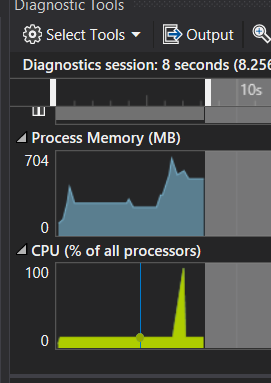 Diagnostic Tools
Select Tools Output
Diagnostics session: 8 seconds (8.256
10s
Process Memory (MB)
704
0
CPU (% of all processors)
100
0